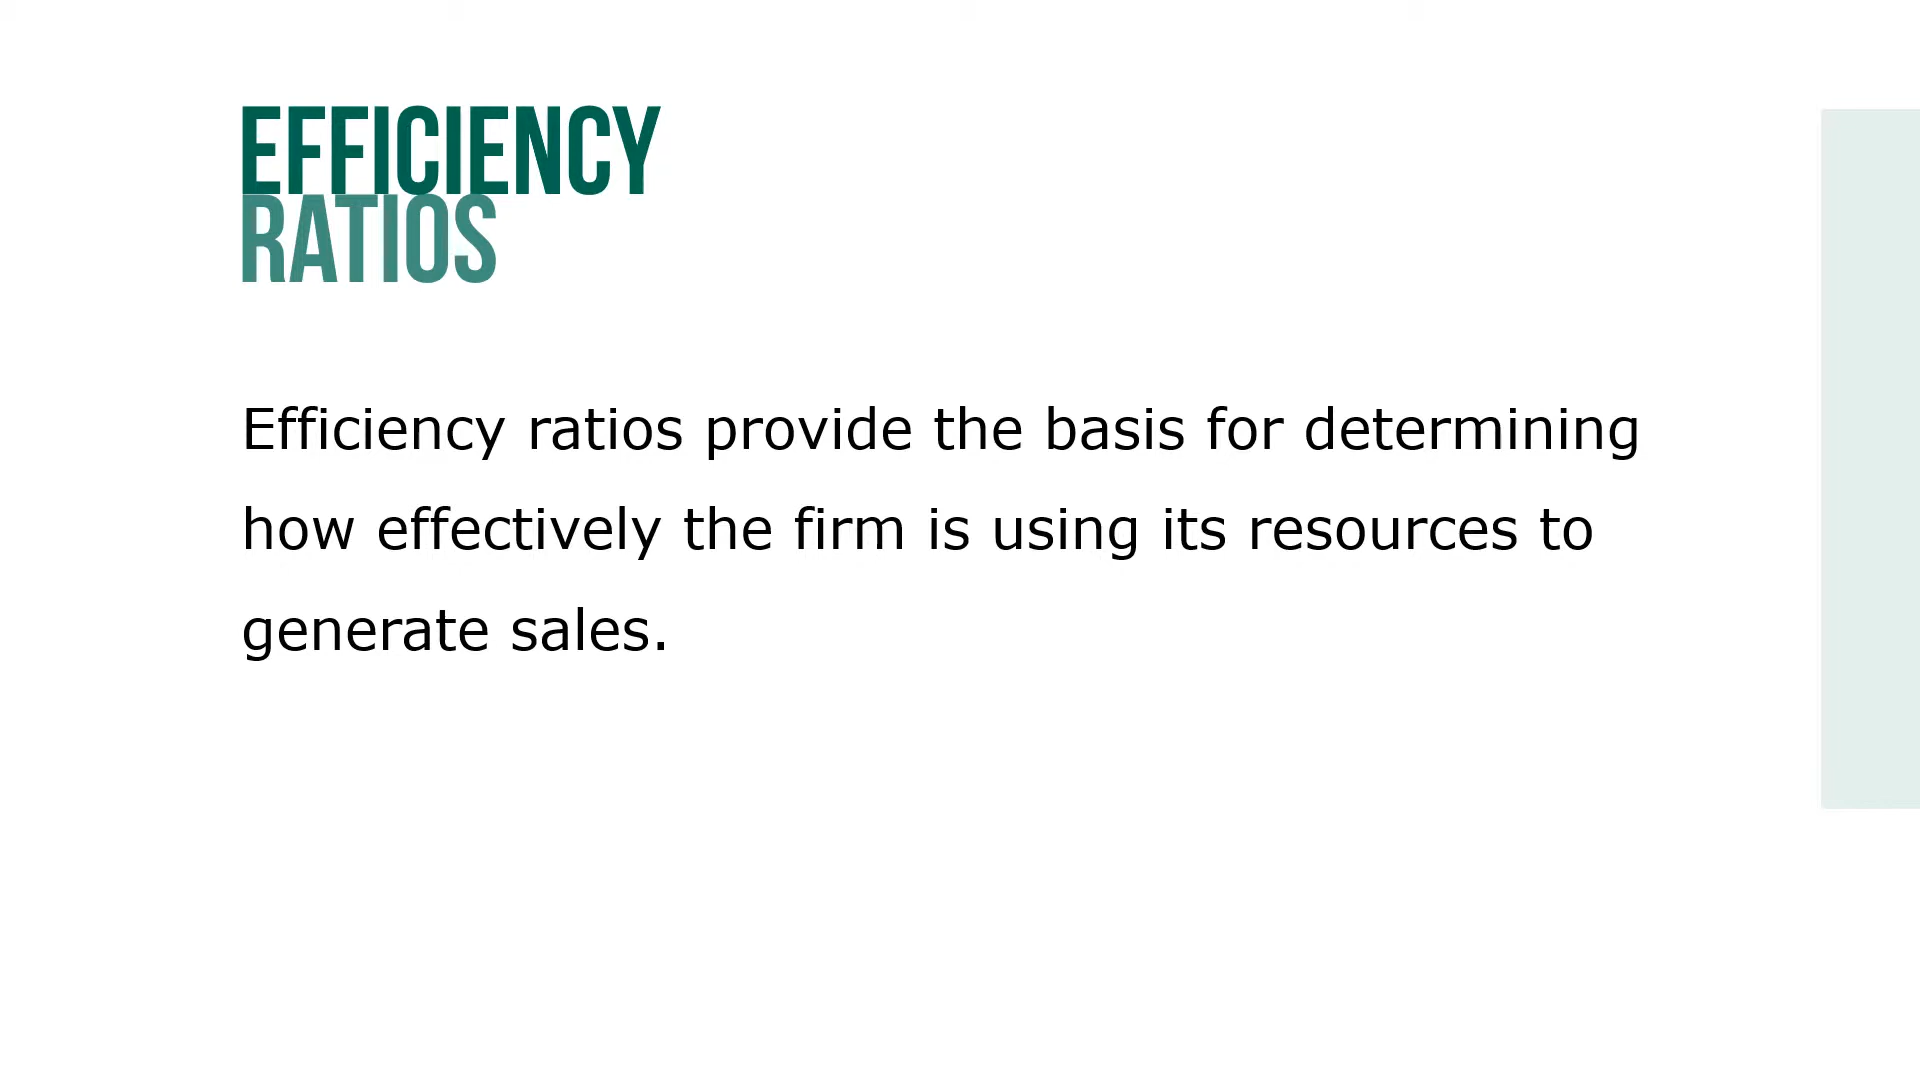 EFFICIENCY
RATIOS
Efficiency ratios provide the basis for determining
how effectively the firm is using its resources to
generate sales.